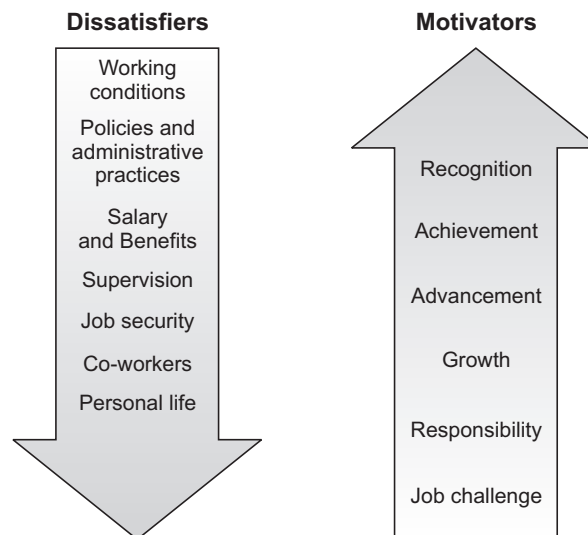 Dissatisfiers
Working
conditions
Policies and
administrative
practices
Salary
and Benefits
Supervision
Job security
Co-workers
Personal life
Motivators
Recognition
Achievement
Advancement
Growth
Responsibility
Job challenge